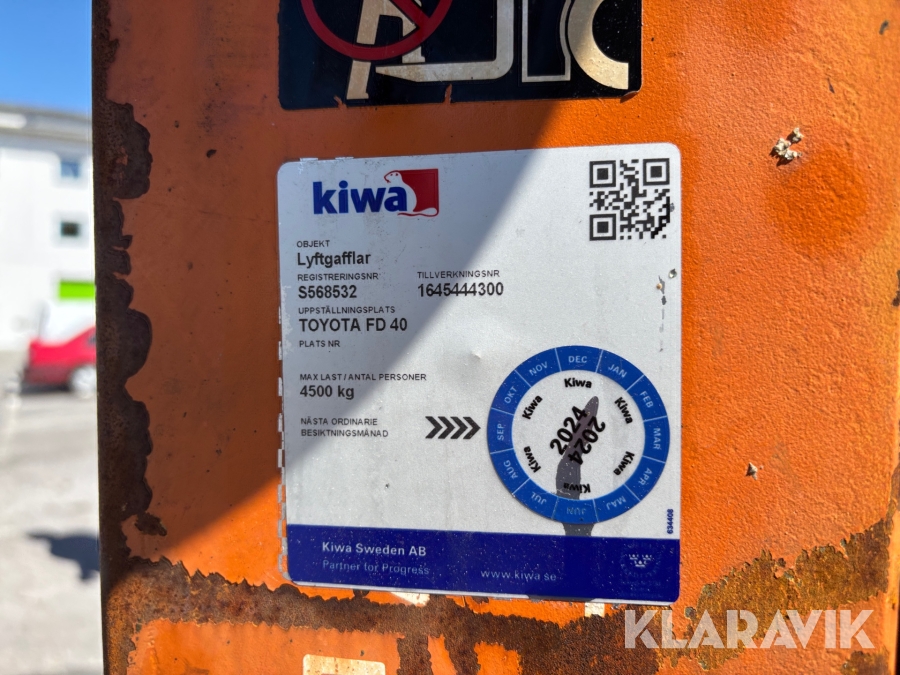 kiwa
OBJEKT
Lyftgafflar
REGISTRERINGSNR TILLVERKNINGSNR
S568532 1645444300
UPPSTÄLLNINGSPLATS
TOYOTA FD 40
PLATS NR
MAX LAST / ANTAL PERSONER
4500 kg
NÄSTA ORDINARIE
BESIKTNINGSMÅNAD
DEC JAN FEB MAR APR MAJ JUN JUL AUG SEP OKT NOV
Kiwa Kiwa Kiwa Kiwa Kiwa Kiwa
2024
2024
634408
Kiwa Sweden AB
Partner for Progress
www.kiwa.se
KLARAVIK